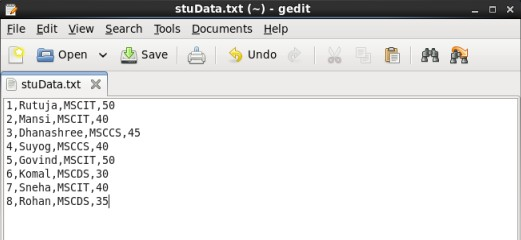 stuData.txt (~) - gedit
File Edit View Search Tools Documents Help
Open Save Undo
stuData.txt
1,Rutuja,MSCIT,50
2,Mansi,MSCIT,40
3,Dhanashree,MSCCS,45
4,Suyog,MSCCS,40
5,Govind,MSCIT,50
6,Komal,MSCDS,30
7,Sneha,MSCIT,40
8,Rohan,MSCDS,35